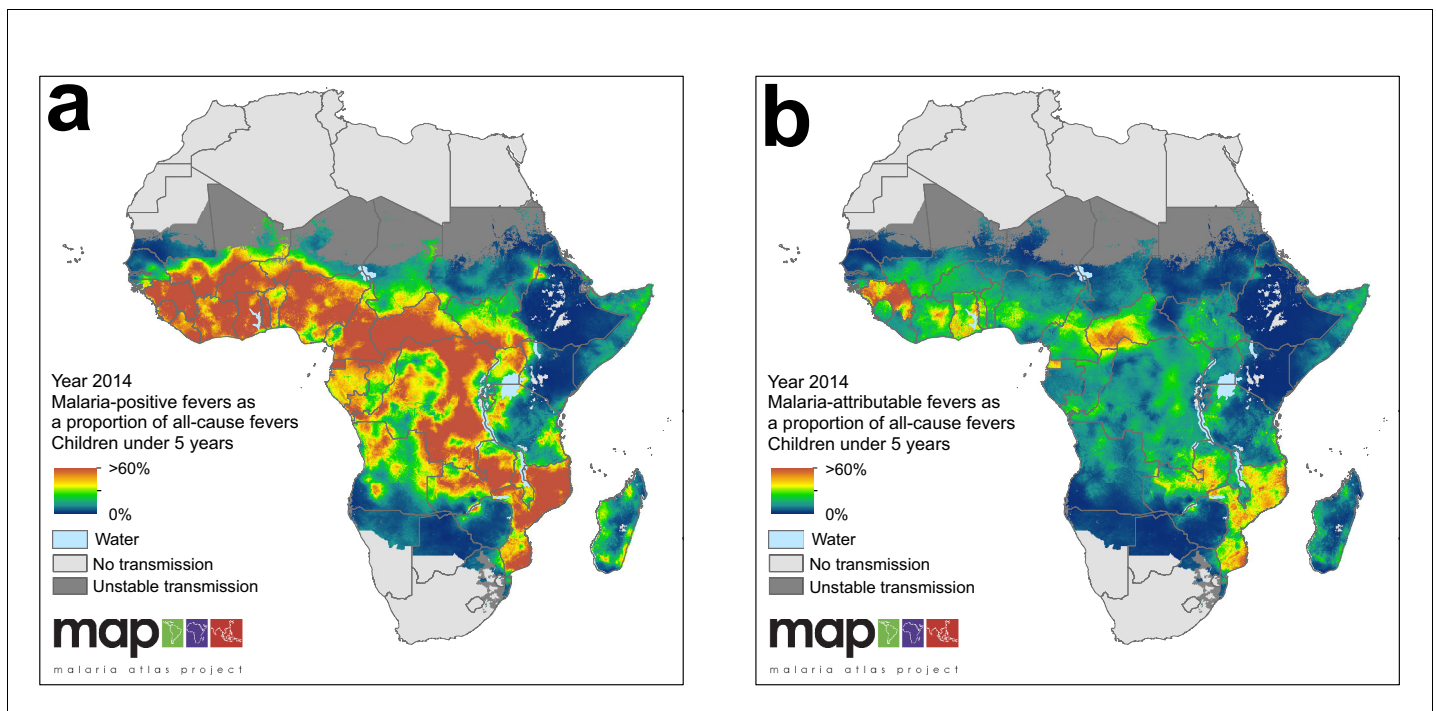 a
Year 2014
Malaria-positive fevers as
a proportion of all-cause fevers
Children under 5 years
>60%
0%
Water
No transmission
Unstable transmission
map
malaria atlas project
b
Year 2014
Malaria-attributable fevers as
a proportion of all-cause fevers
Children under 5 years
>60%
0%
Water
No transmission
Unstable transmission
map
malaria atlas project